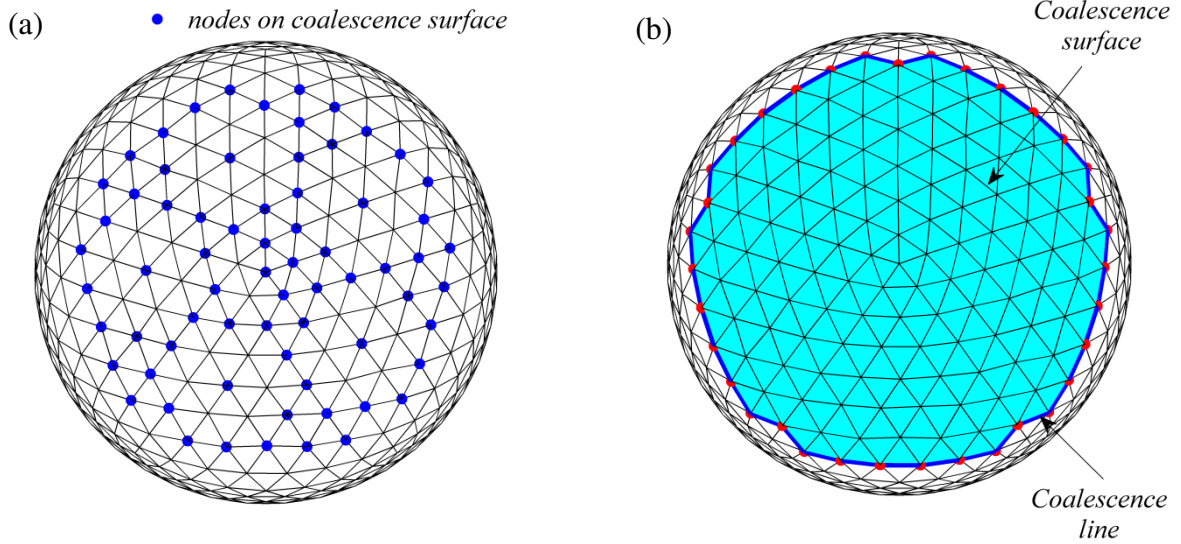 (a)
nodes on coalescence surface
(b)
Coalescence
surface
Coalescence
line